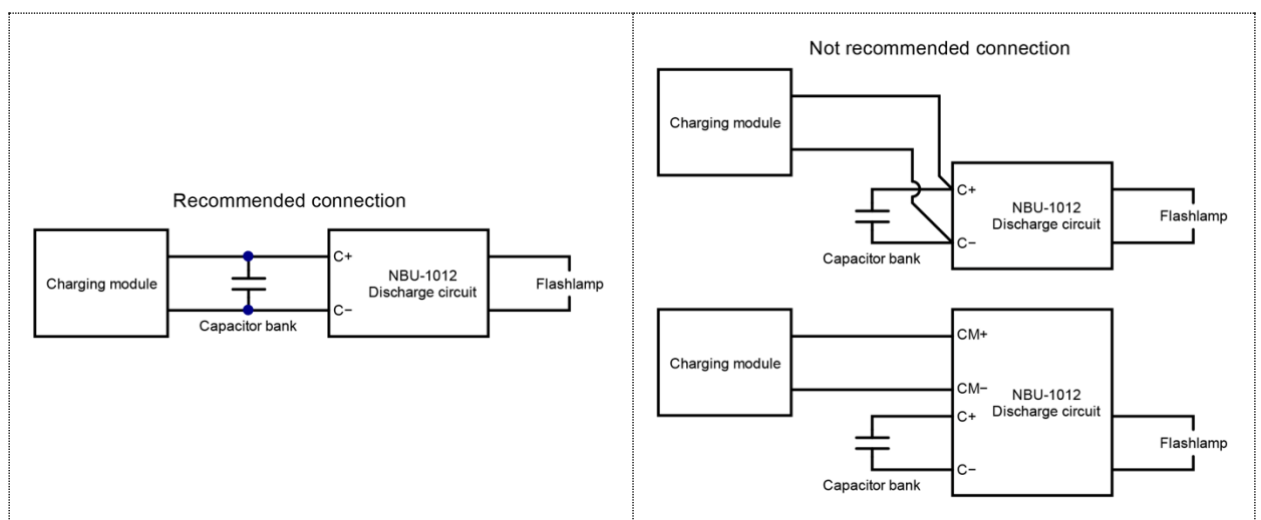 Recommended connection
Charging module
Capacitor bank
C+
C−
NBU-1012
Discharge circuit
Flashlamp
Not recommended connection
Charging module
Capacitor bank
C+
C−
NBU-1012
Discharge circuit
Flashlamp
Charging module
CM+
CM−
C+
C−
NBU-1012
Discharge circuit
Capacitor bank
Flashlamp